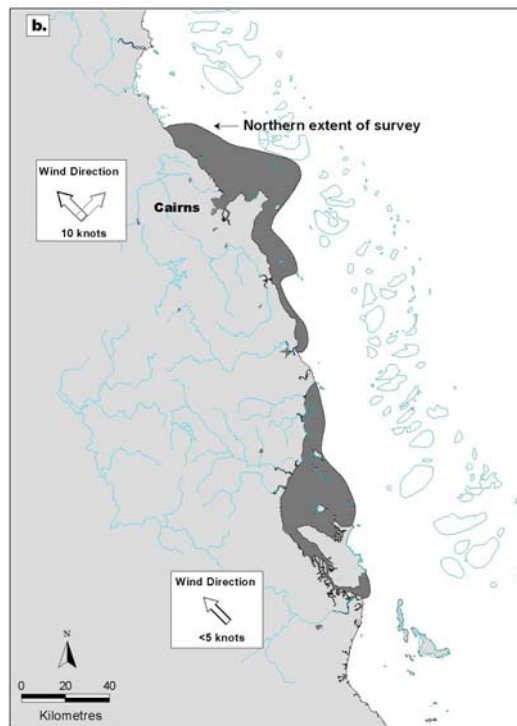 b.
Northern extent of survey
Wind Direction
10 knots
Cairns
Wind Direction
<5 knots
N
0 20 40
Kilometres